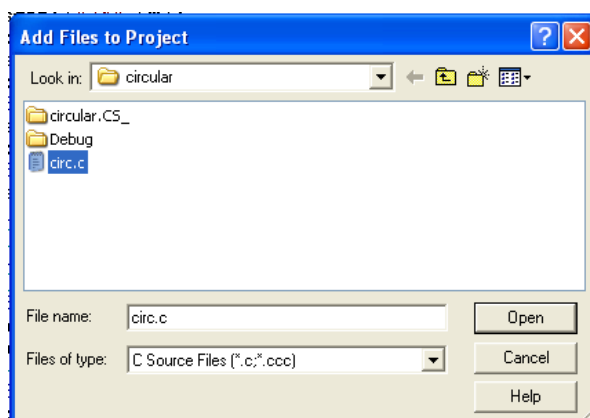 Add Files to Project
Look in: circular
circular.CS_
Debug
circ.c
File name: circ.c Open
Files of type: C Source Files (*.c;*.ccc) Cancel
Help